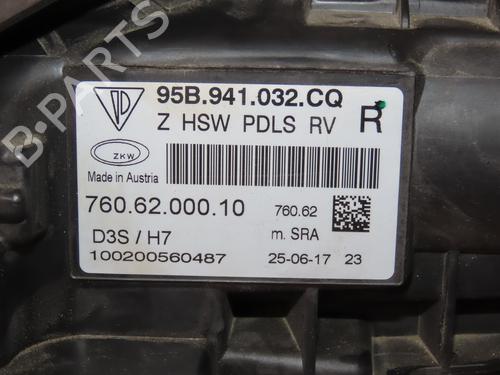 B-PARTS
95B.941.032.CQ
Z HSW PDLS RV R
ZKW
Made in Austria
760.62.000.10 760.62
D3S / H7 m. SRA
100200560487 25-06-17 23